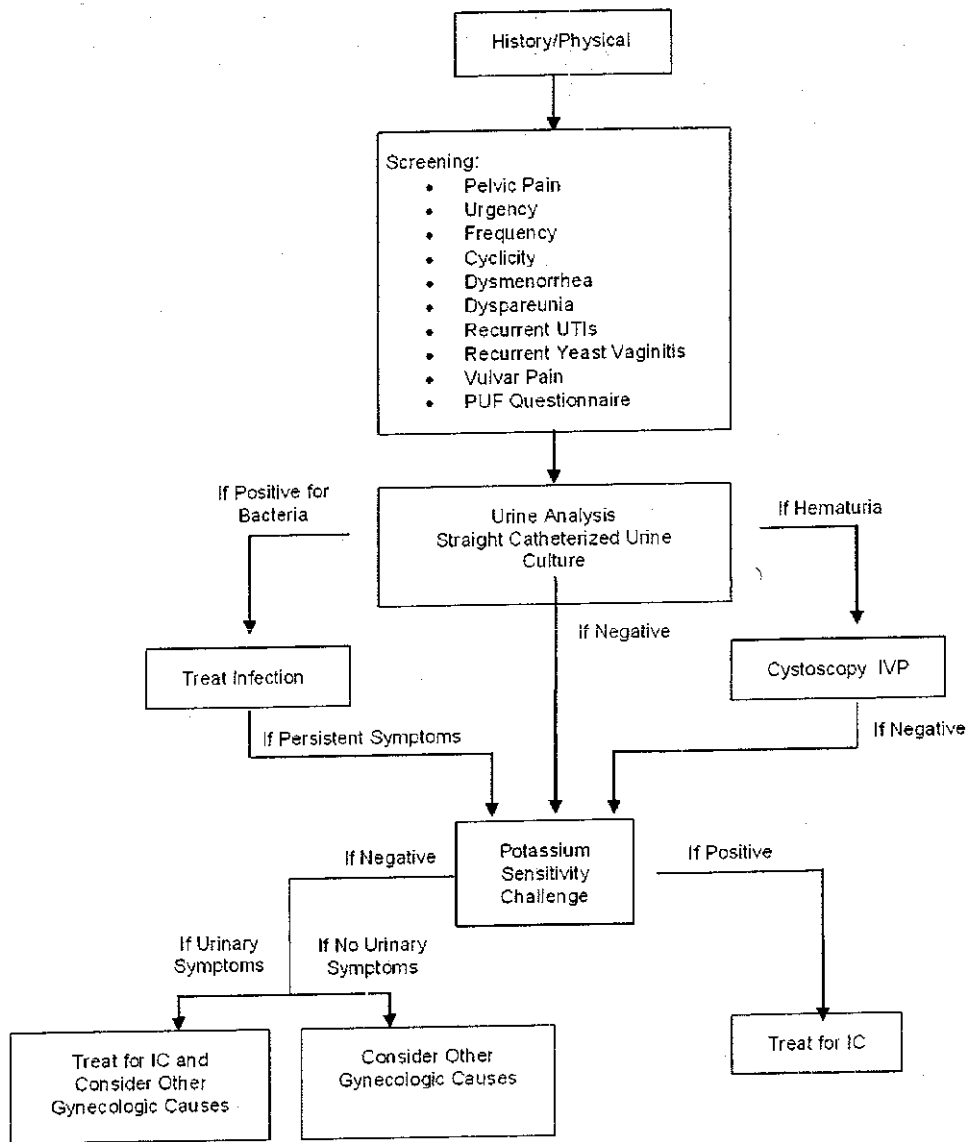 History/Physical
Screening:
• Pelvic Pain
• Urgency
• Frequency
• Cyclicity
• Dysmenorrhea
• Dyspareunia
• Recurrent UTIs
• Recurrent Yeast Vaginitis
• Vulvar Pain
• PUF Questionnaire
If Positive for
Bacteria
Urine Analysis
Straight Catheterized Urine
Culture
If Hematuria
If Negative
Treat Infection
Cystoscopy IVP
If Persistent Symptoms
If Negative
If Negative
Potassium
Sensitivity
Challenge
If Positive
If Urinary
Symptoms
If No Urinary
Symptoms
Treat for IC and
Consider Other
Gynecologic Causes
Consider Other
Gynecologic Causes
Treat for IC